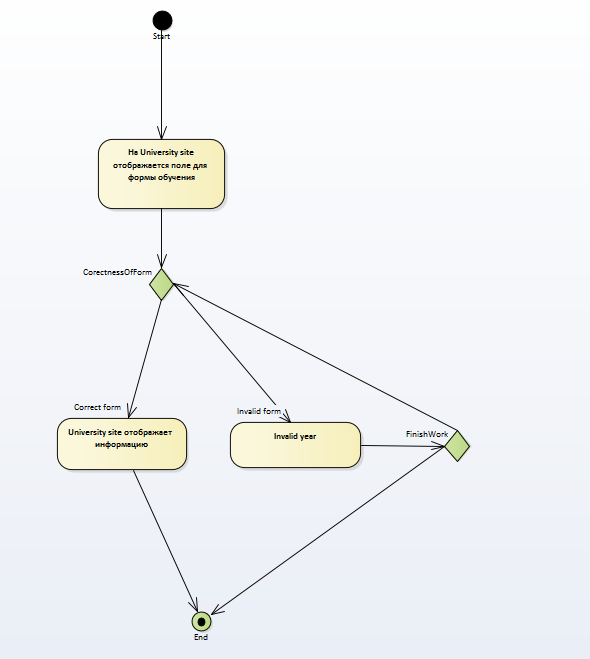 Start
На University site
отображается поле для
формы обучения
CorectnessOfForm
Correct form
Invalid form
University site отображает
информацию
Invalid year
FinishWork
End